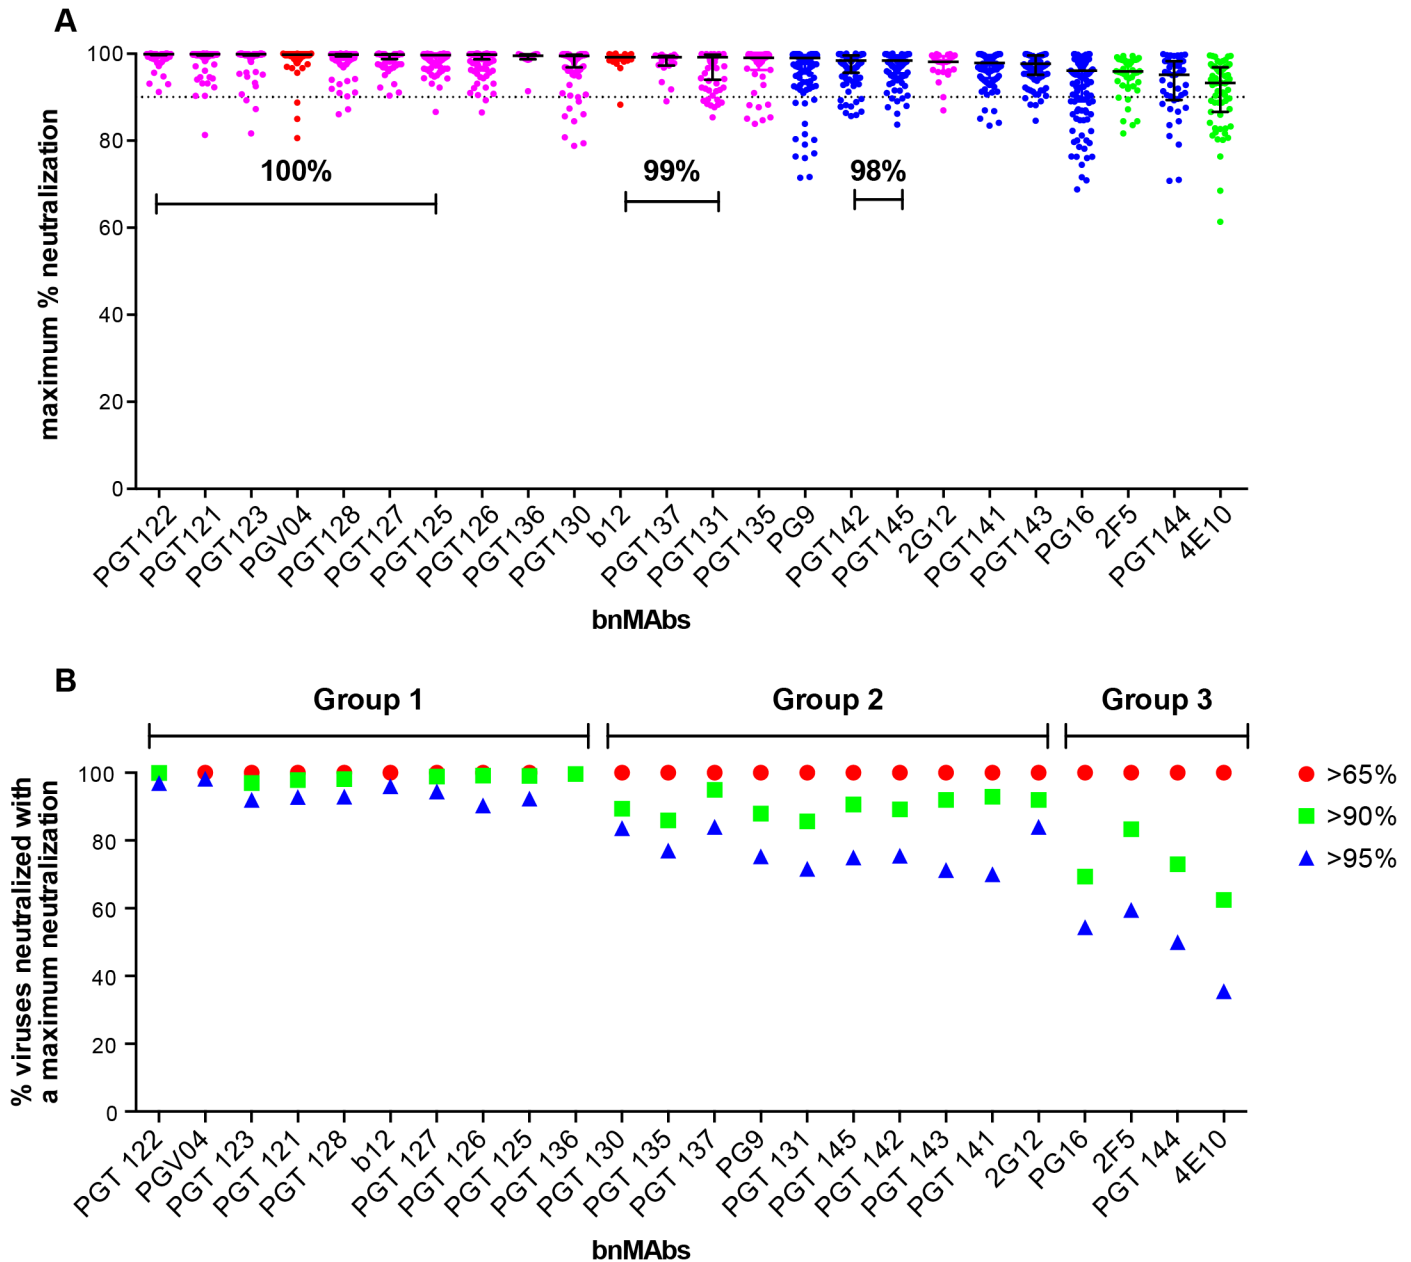 A
100
80
60
40
20
0
maximum % neutralization
100%
99%
98%
PGT122
PGT121
PGT123
PGV04
PGT128
PGT127
PGT125
PGT126
PGT136
PGT130
b12
PGT137
PGT131
PGT135
PG9
PGT142
PGT145
2G12
PGT141
PGT143
PG16
2F5
PGT144
4E10
bnMAbs
B
Group 1
Group 2
Group 3
100
80
60
40
20
0
% viruses neutralized with
a maximum neutralization
>65%
>90%
>95%
PGT 122
PGV04
PGT 123
PGT 121
PGT 128
b12
PGT 127
PGT 126
PGT 125
PGT 136
PGT 130
PGT 135
PGT 137
PG9
PGT 131
PGT 145
PGT 142
PGT 143
PGT 141
2G12
PG16
2F5
PGT 144
4E10
bnMAbs